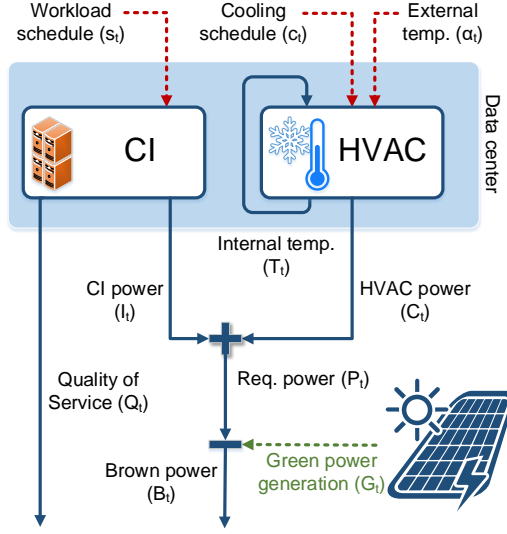 Workload
schedule (sₜ)
Cooling
schedule (cₜ)
External
temp. (αₜ)
Data center
CI
HVAC
Internal temp.
(Tₜ)
CI power
(Iₜ)
HVAC power
(Cₜ)
Quality of
Service (Qₜ)
Req. power (Pₜ)
Brown power
(Bₜ)
Green power
generation (Gₜ)